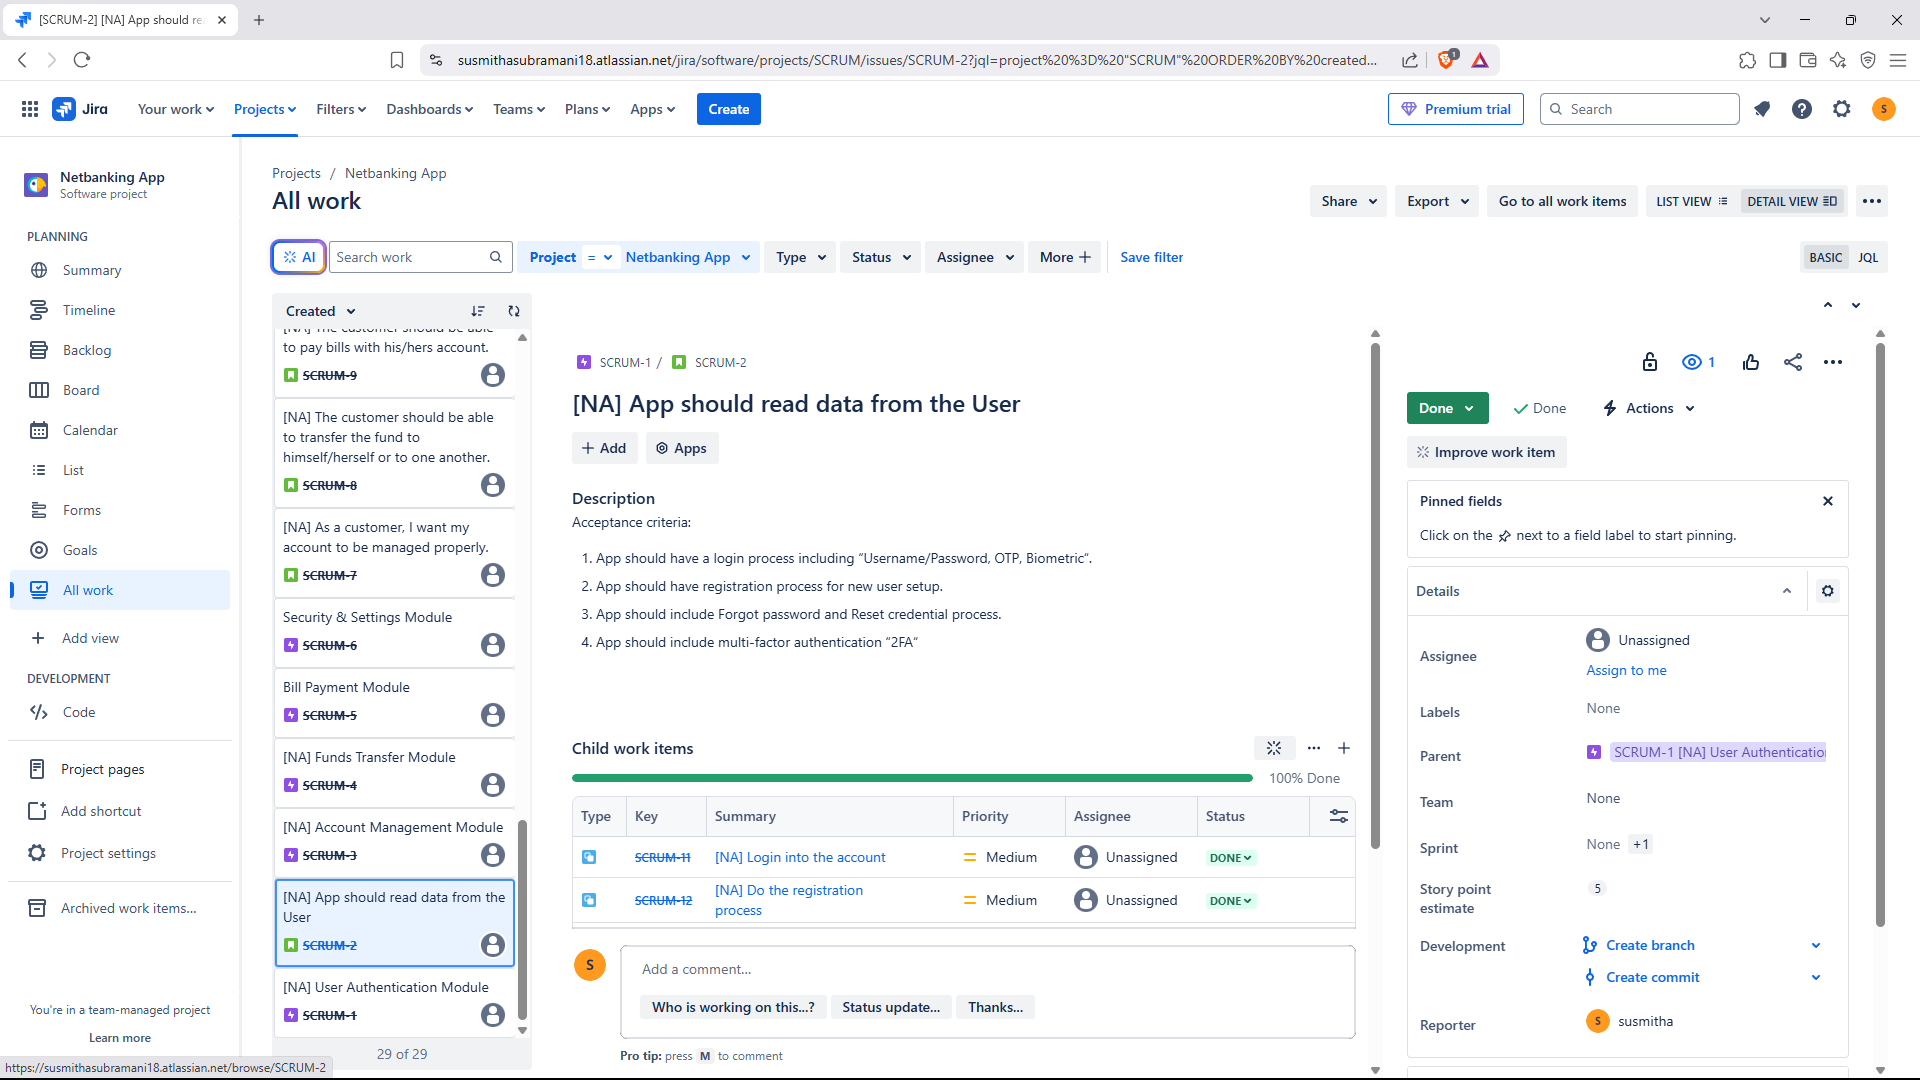 [SCRUM-2] [NA] App should re
susmithasubramani18.atlassian.net/jira/software/projects/SCRUM/issues/SCRUM-2?jql=project%20%3D%20"SCRUM"%20ORDER%20BY%20created...
1
Jira
Your work
Projects
Filters
Dashboards
Teams
Plans
Apps
Create
Premium trial
Search
S
Netbanking App
Software project
PLANNING
Summary
Timeline
Backlog
Board
Calendar
List
Forms
Goals
All work
Add view
DEVELOPMENT
Code
Project pages
Add shortcut
Project settings
Archived work items...
You're in a team-managed project
Learn more
https://susmithasubramani18.atlassian.net/browse/SCRUM-2
Projects / Netbanking App
All work
Share
Export
Go to all work items
LIST VIEW
DETAIL VIEW
AI
Search work
Project = Netbanking App
Type
Status
Assignee
More
Save filter
BASIC
JQL
Created
[NA] The customer should be able
to pay bills with his/hers account.
SCRUM-9
[NA] The customer should be able
to transfer the fund to
himself/herself or to one another.
SCRUM-8
[NA] As a customer, I want my
account to be managed properly.
SCRUM-7
Security & Settings Module
SCRUM-6
Bill Payment Module
SCRUM-5
[NA] Funds Transfer Module
SCRUM-4
[NA] Account Management Module
SCRUM-3
[NA] App should read data from the
User
SCRUM-2
[NA] User Authentication Module
SCRUM-1
29 of 29
SCRUM-1 / SCRUM-2
[NA] App should read data from the User
Add
Apps
Description
Acceptance criteria:
1. App should have a login process including “Username/Password, OTP, Biometric”.
2. App should have registration process for new user setup.
3. App should include Forgot password and Reset credential process.
4. App should include multi-factor authentication “2FA”
Child work items
100% Done
Type Key Summary Priority Assignee Status
SCRUM-11 [NA] Login into the account Medium Unassigned DONE
SCRUM-12 [NA] Do the registration
process Medium Unassigned DONE
S
Add a comment...
Who is working on this...?
Status update...
Thanks...
Pro tip: press M to comment
1
Done
Done
Actions
Improve work item
Pinned fields
Click on the next to a field label to start pinning.
Details
Assignee
Unassigned
Assign to me
Labels
None
Parent
SCRUM-1 [NA] User Authentication
Team
None
Sprint
None +1
Story point
estimate
5
Development
Create branch
Create commit
Reporter
S susmitha